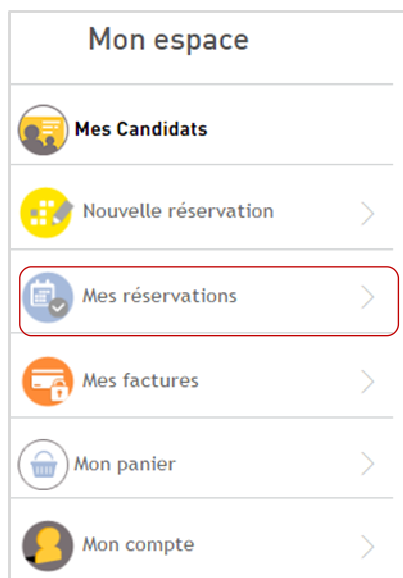 Mon espace
Mes Candidats
Nouvelle réservation
Mes réservations
Mes factures
Mon panier
Mon compte